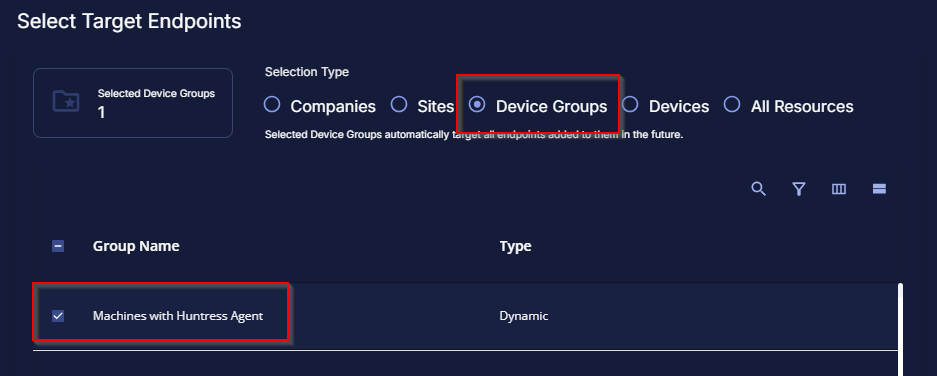 Select Target Endpoints
Selected Device Groups
1
Selection Type
Companies Sites Device Groups Devices All Resources
Selected Device Groups automatically target all endpoints added to them in the future.
Group Name Type
Machines with Huntress Agent Dynamic